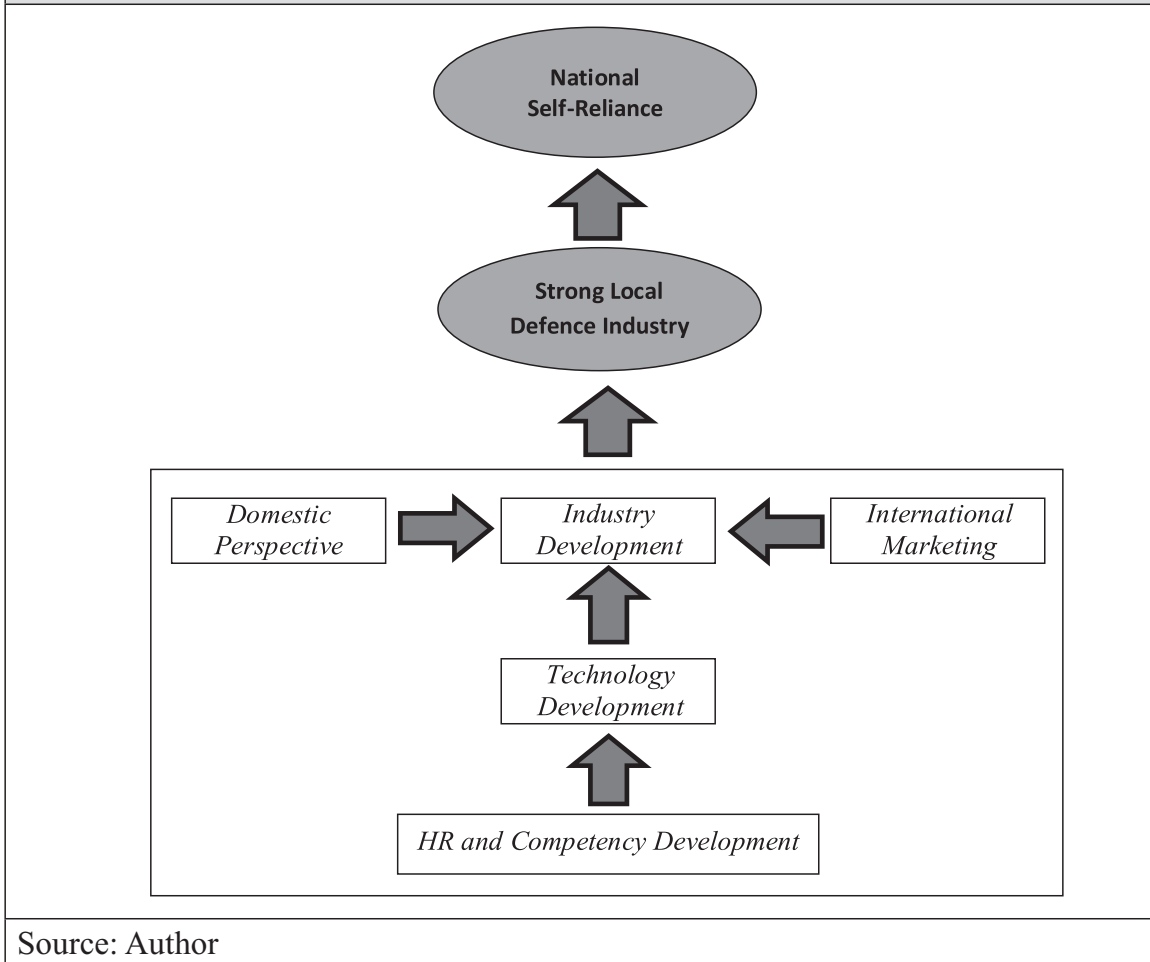 National
Self-Reliance
Strong Local
Defence Industry
Domestic
Perspective
Industry
Development
International
Marketing
Technology
Development
HR and Competency Development
Source: Author